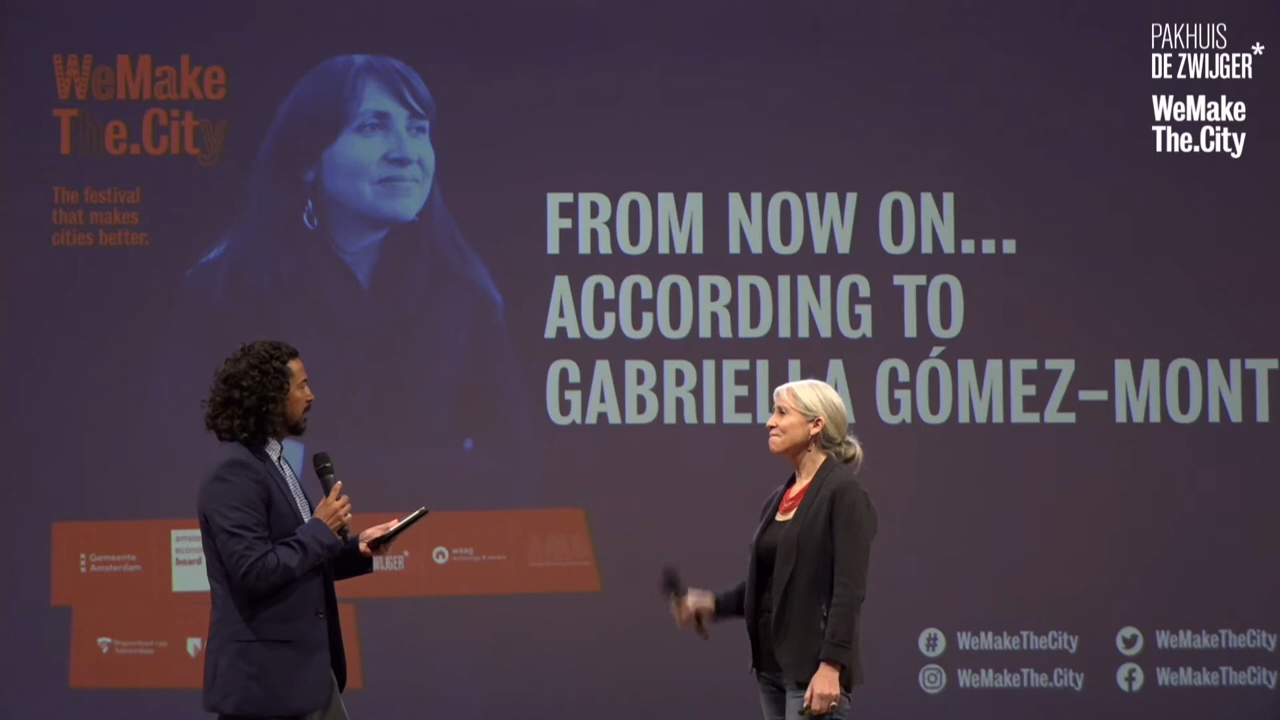 PAKHUIS
DE ZWIJGER*
WeMake
The.City
WeMake
The.City
The festival
that makes
cities better.
FROM NOW ON...
ACCORDING TO
GABRIELLA GÓMEZ-MONT
Gemeente
Amsterdam
board
waag
WeMakeTheCity
WeMakeTheCity
WeMakeThe.City
WeMakeTheCity